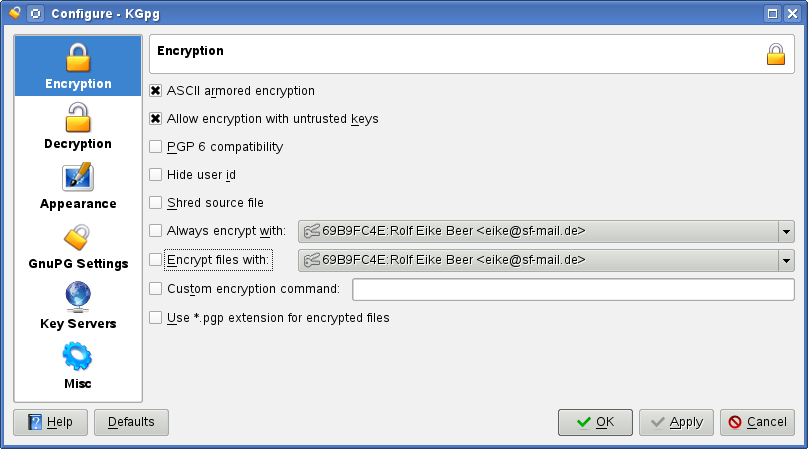 Configure - KGpg
Encryption
Decryption
Appearance
GnuPG Settings
Key Servers
Misc
Encryption
ASCII armored encryption
Allow encryption with untrusted keys
PGP 6 compatibility
Hide user id
Shred source file
Always encrypt with: 69B9FC4E:Rolf Eike Beer <eike@sf-mail.de>
Encrypt files with: 69B9FC4E:Rolf Eike Beer <eike@sf-mail.de>
Custom encryption command:
Use *.pgp extension for encrypted files
Help Defaults OK Apply Cancel